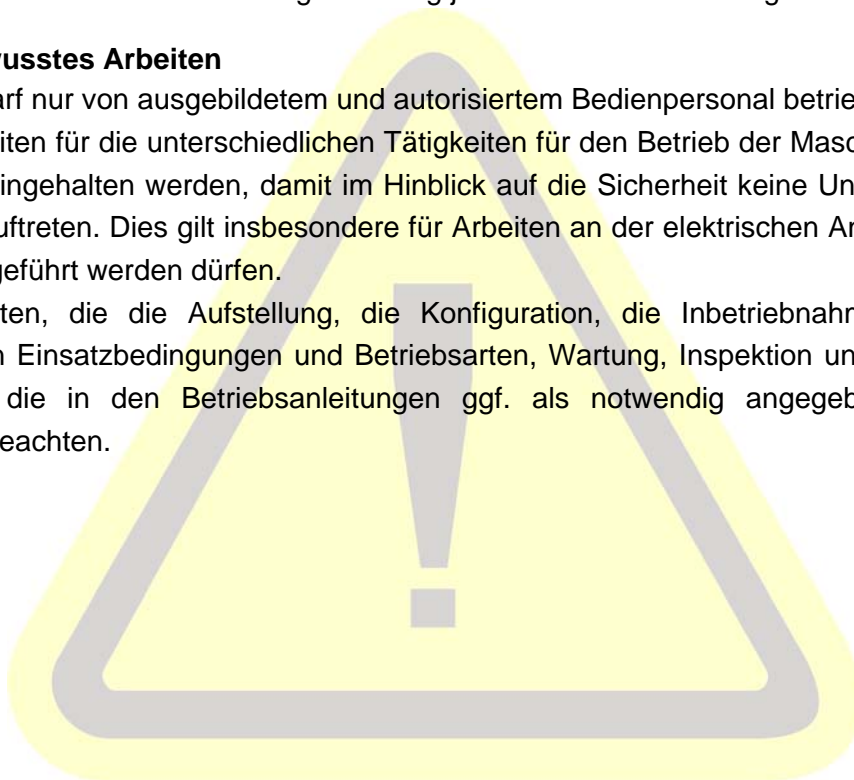 usstes Arbeiten
arf nur von ausgebildetem und autorisiertem Bedienpersonal betrie
iten für die unterschiedlichen Tätigkeiten für den Betrieb der Masc
ingehalten werden, damit im Hinblick auf die Sicherheit keine Un
uftreten. Dies gilt insbesondere für Arbeiten an der elektrischen A
geführt werden dürfen.
ten, die die Aufstellung, die Konfiguration, die Inbetriebnahm
n Einsatzbedingungen und Betriebsarten, Wartung, Inspektion un
die in den Betriebsanleitungen ggf. als notwendig angegeb
eachten.
!